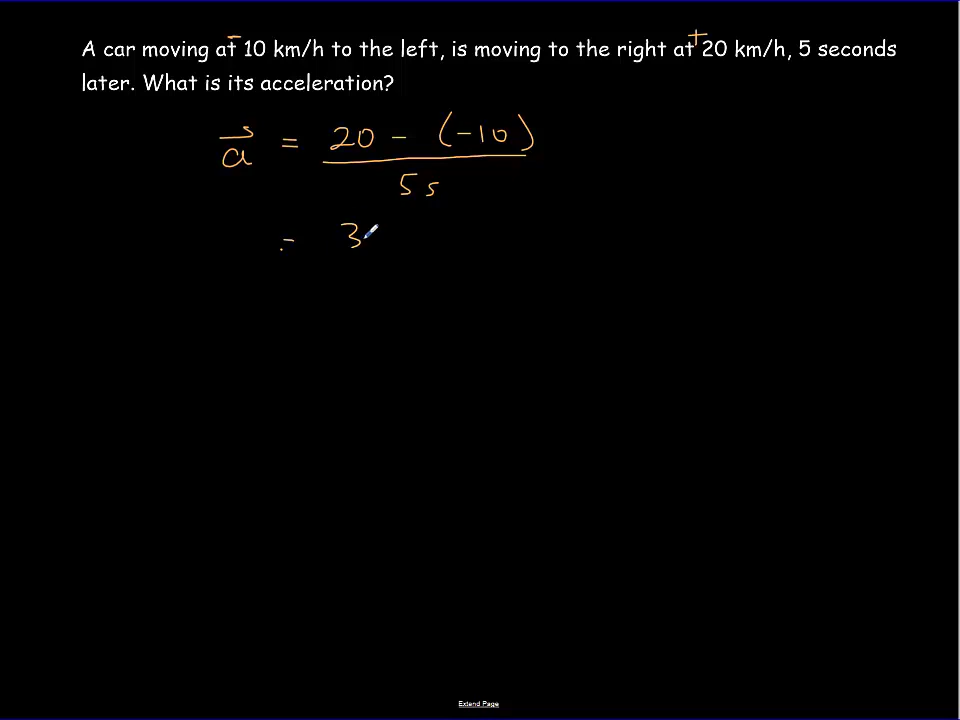 A car moving at - 10 km/h to the left, is moving to the right at + 20 km/h, 5 seconds
later. What is its acceleration?
a⃗ = 20 - (-10)
5 s
= 3
Extend Page